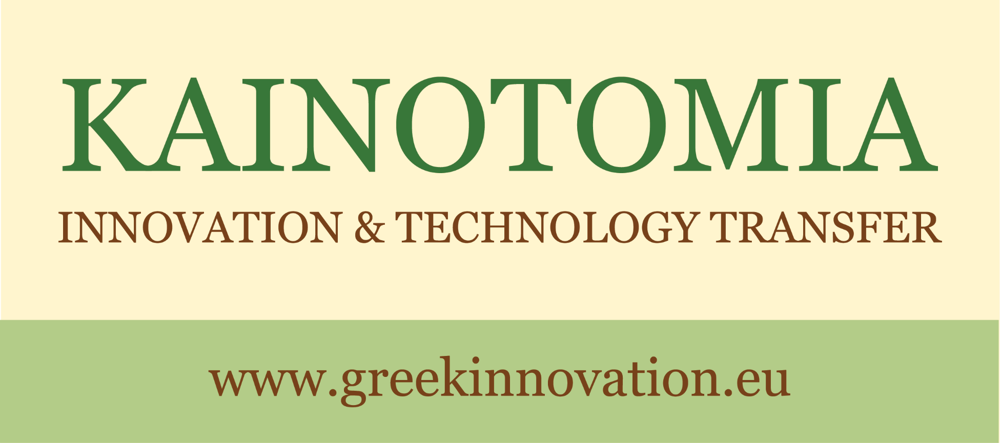 KAINOTOMIA
INNOVATION & TECHNOLOGY TRANSFER
www.greekinnovation.eu